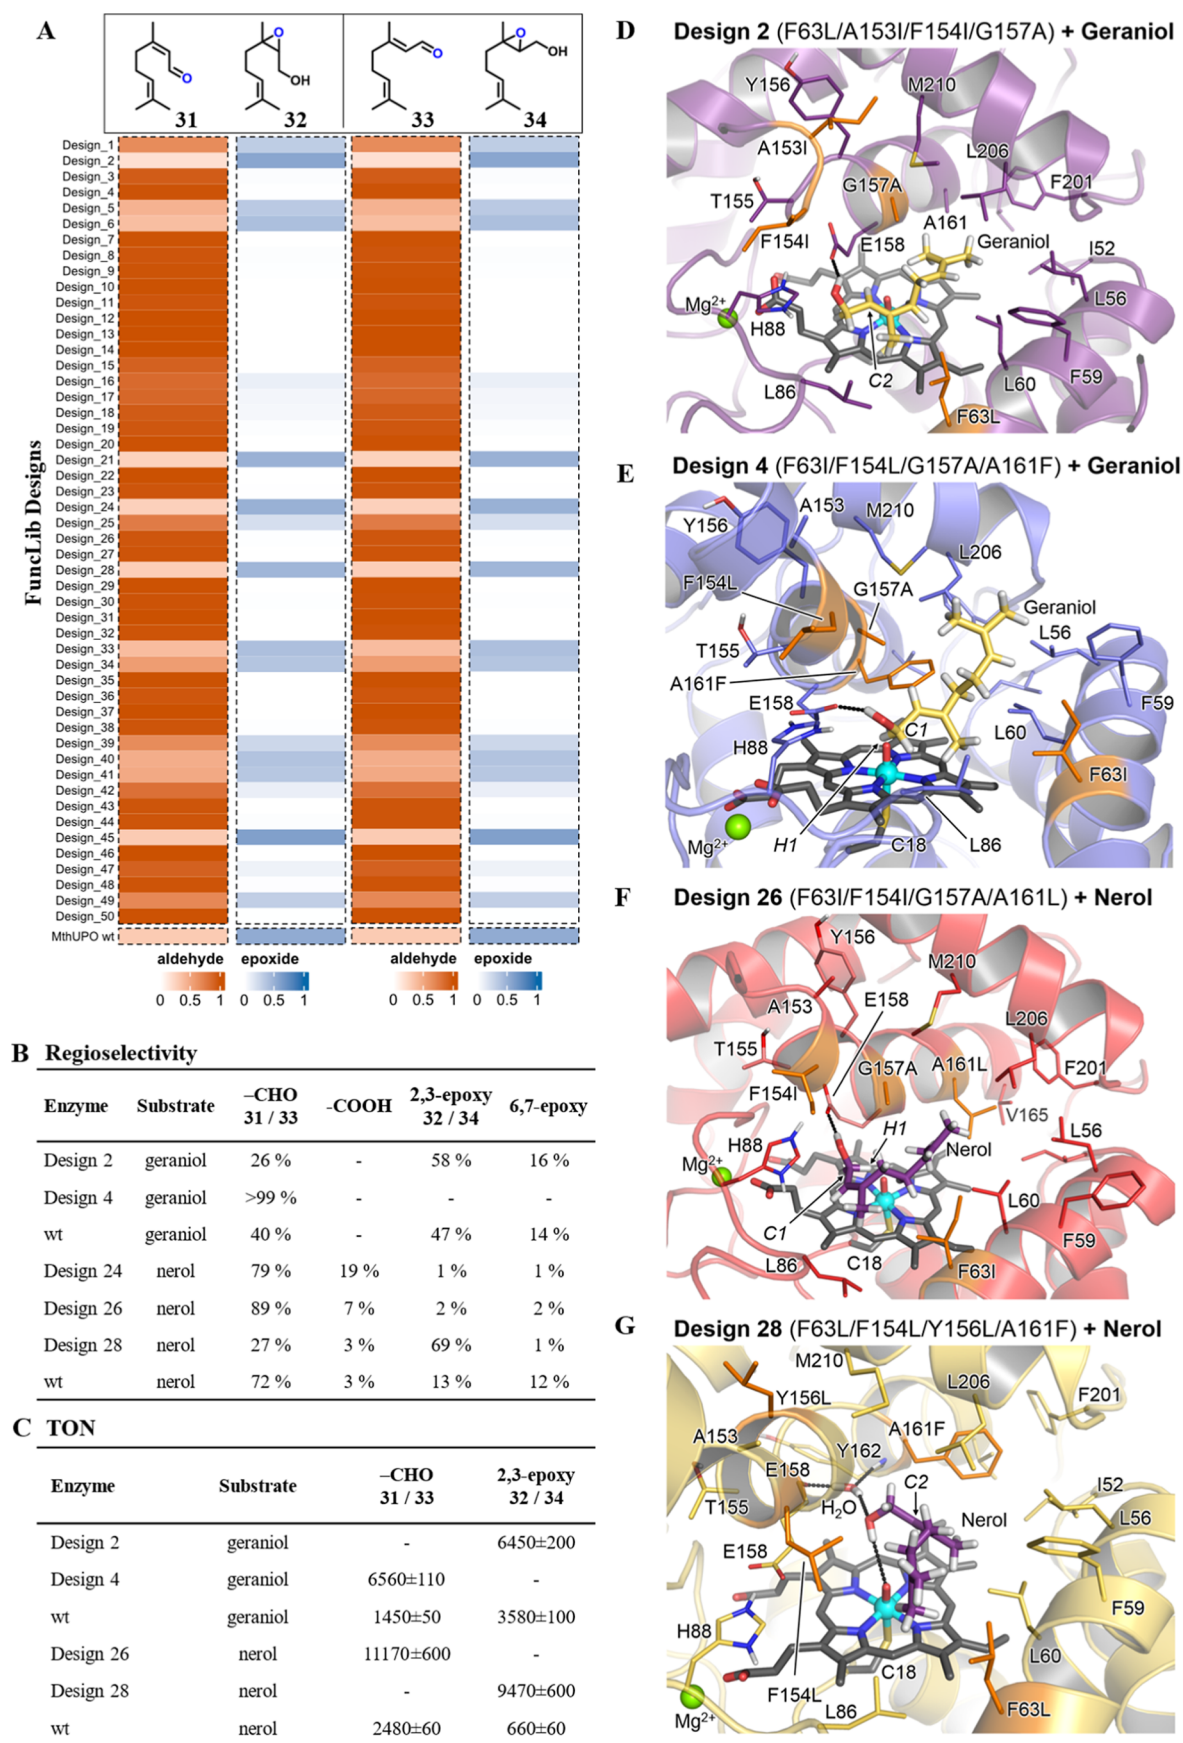 A
O
O
OH
O
O
OH
31
32
33
34
FuncLib Designs
Design_1
Design_2
Design_3
Design_4
Design_5
Design_6
Design_7
Design_8
Design_9
Design_10
Design_11
Design_12
Design_13
Design_14
Design_15
Design_16
Design_17
Design_18
Design_19
Design_20
Design_21
Design_22
Design_23
Design_24
Design_25
Design_26
Design_27
Design_28
Design_29
Design_30
Design_31
Design_32
Design_33
Design_34
Design_35
Design_36
Design_37
Design_38
Design_39
Design_40
Design_41
Design_42
Design_43
Design_44
Design_45
Design_46
Design_47
Design_48
Design_49
Design_50
MthUPO wt
aldehyde epoxide aldehyde epoxide
0 0.5 1 0 0.5 1 0 0.5 1 0 0.5 1
B Regioselectivity
Enzyme Substrate –CHO 31 / 33 -COOH 2,3-epoxy 32 / 34 6,7-epoxy
Design 2 geraniol 26 % - 58 % 16 %
Design 4 geraniol >99 % - - -
wt geraniol 40 % - 47 % 14 %
Design 24 nerol 79 % 19 % 1 % 1 %
Design 26 nerol 89 % 7 % 2 % 2 %
Design 28 nerol 27 % 3 % 69 % 1 %
wt nerol 72 % 3 % 13 % 12 %
C TON
Enzyme Substrate –CHO 31 / 33 2,3-epoxy 32 / 34
Design 2 geraniol - 6450±200
Design 4 geraniol 6560±110 -
wt geraniol 1450±50 3580±100
Design 26 nerol 11170±600 -
Design 28 nerol - 9470±600
wt nerol 2480±60 660±60
D Design 2 (F63L/A153I/F154I/G157A) + Geraniol
Y156
M210
A153I
L206
G157A
F201
T155
A161
F154I
E158
Geraniol
I52
Mg2+
L56
H88
C2
L60
F59
L86
F63L
E Design 4 (F63I/F154L/G157A/A161F) + Geraniol
A153
M210
Y156
L206
F154L
G157A
Geraniol
T155
L56
A161F
E158
F59
C1
L60
H88
F63I
Mg2+
H1
C18
L86
F Design 26 (F63I/F154I/G157A/A161L) + Nerol
Y156
M210
A153
E158
T155
L206
F154I
G157A
A161L
F201
V165
H88
H1
Nerol
L56
Mg2+
L60
C1
F59
L86
C18
F63I
G Design 28 (F63L/F154L/Y156L/A161F) + Nerol
M210
Y156L
L206
F201
A153
A161F
Y162
E158
C2
I52
T155
H2O
Nerol
L56
E158
F59
H88
L60
C18
F154L
L86
F63L
Mg2+